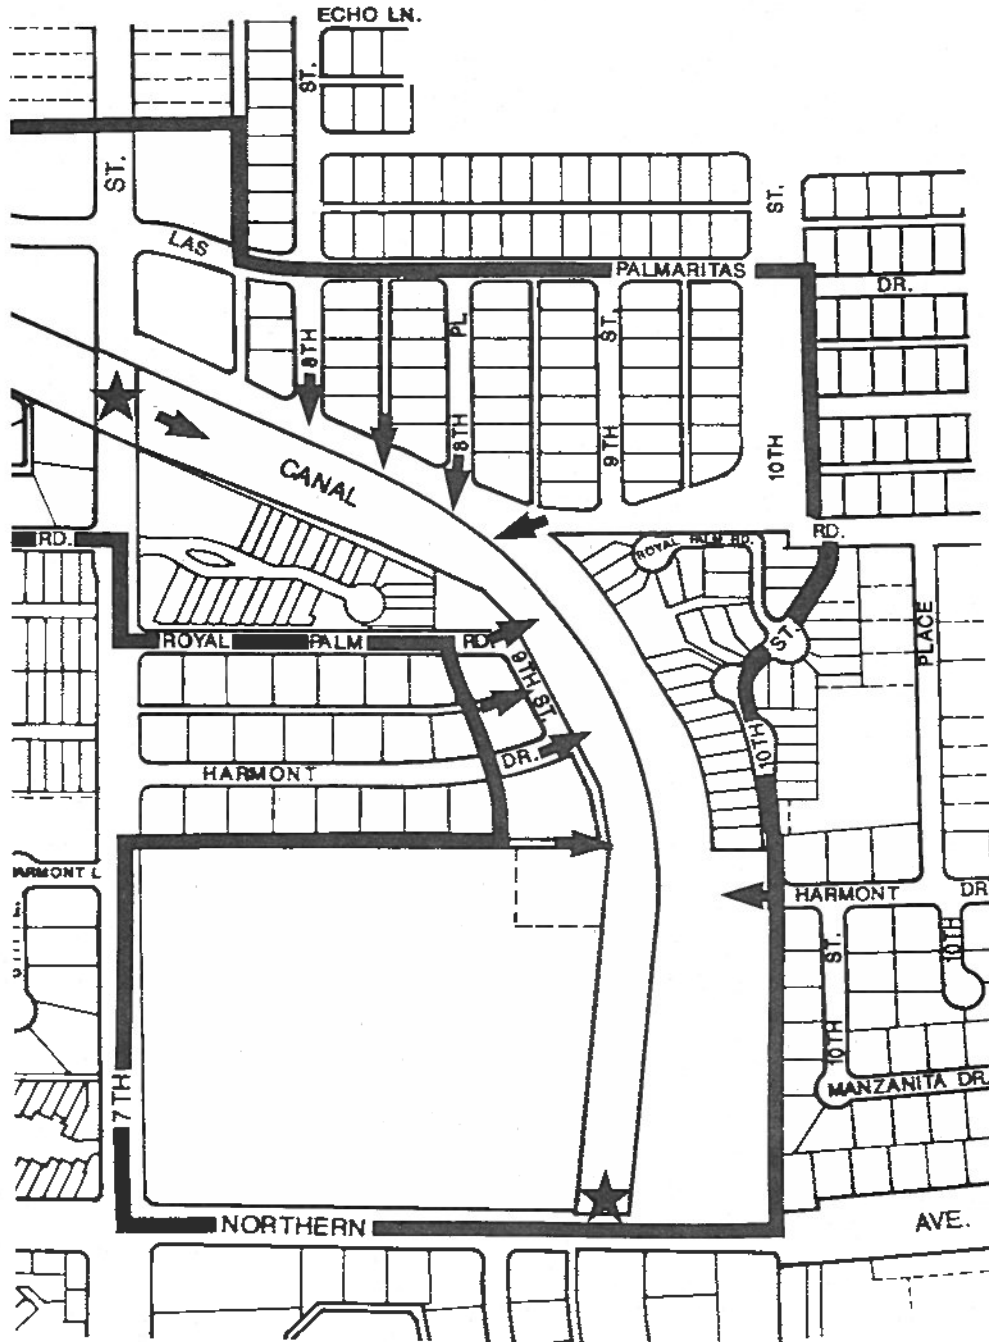 ECHO LN.
ST.
ST.
ST.
LAS
PALMARITAS
DR.
8TH
PL.
ST.
8TH
9TH
10TH
CANAL
RD.
RD.
ROYAL PALM RD.
ST.
PLACE
ROYAL PALM RD.
9TH ST.
10TH
HARMONT DR.
HARMONT DR.
ST.
10TH
10TH
MANZANITA DR.
7TH
NORTHERN AVE.